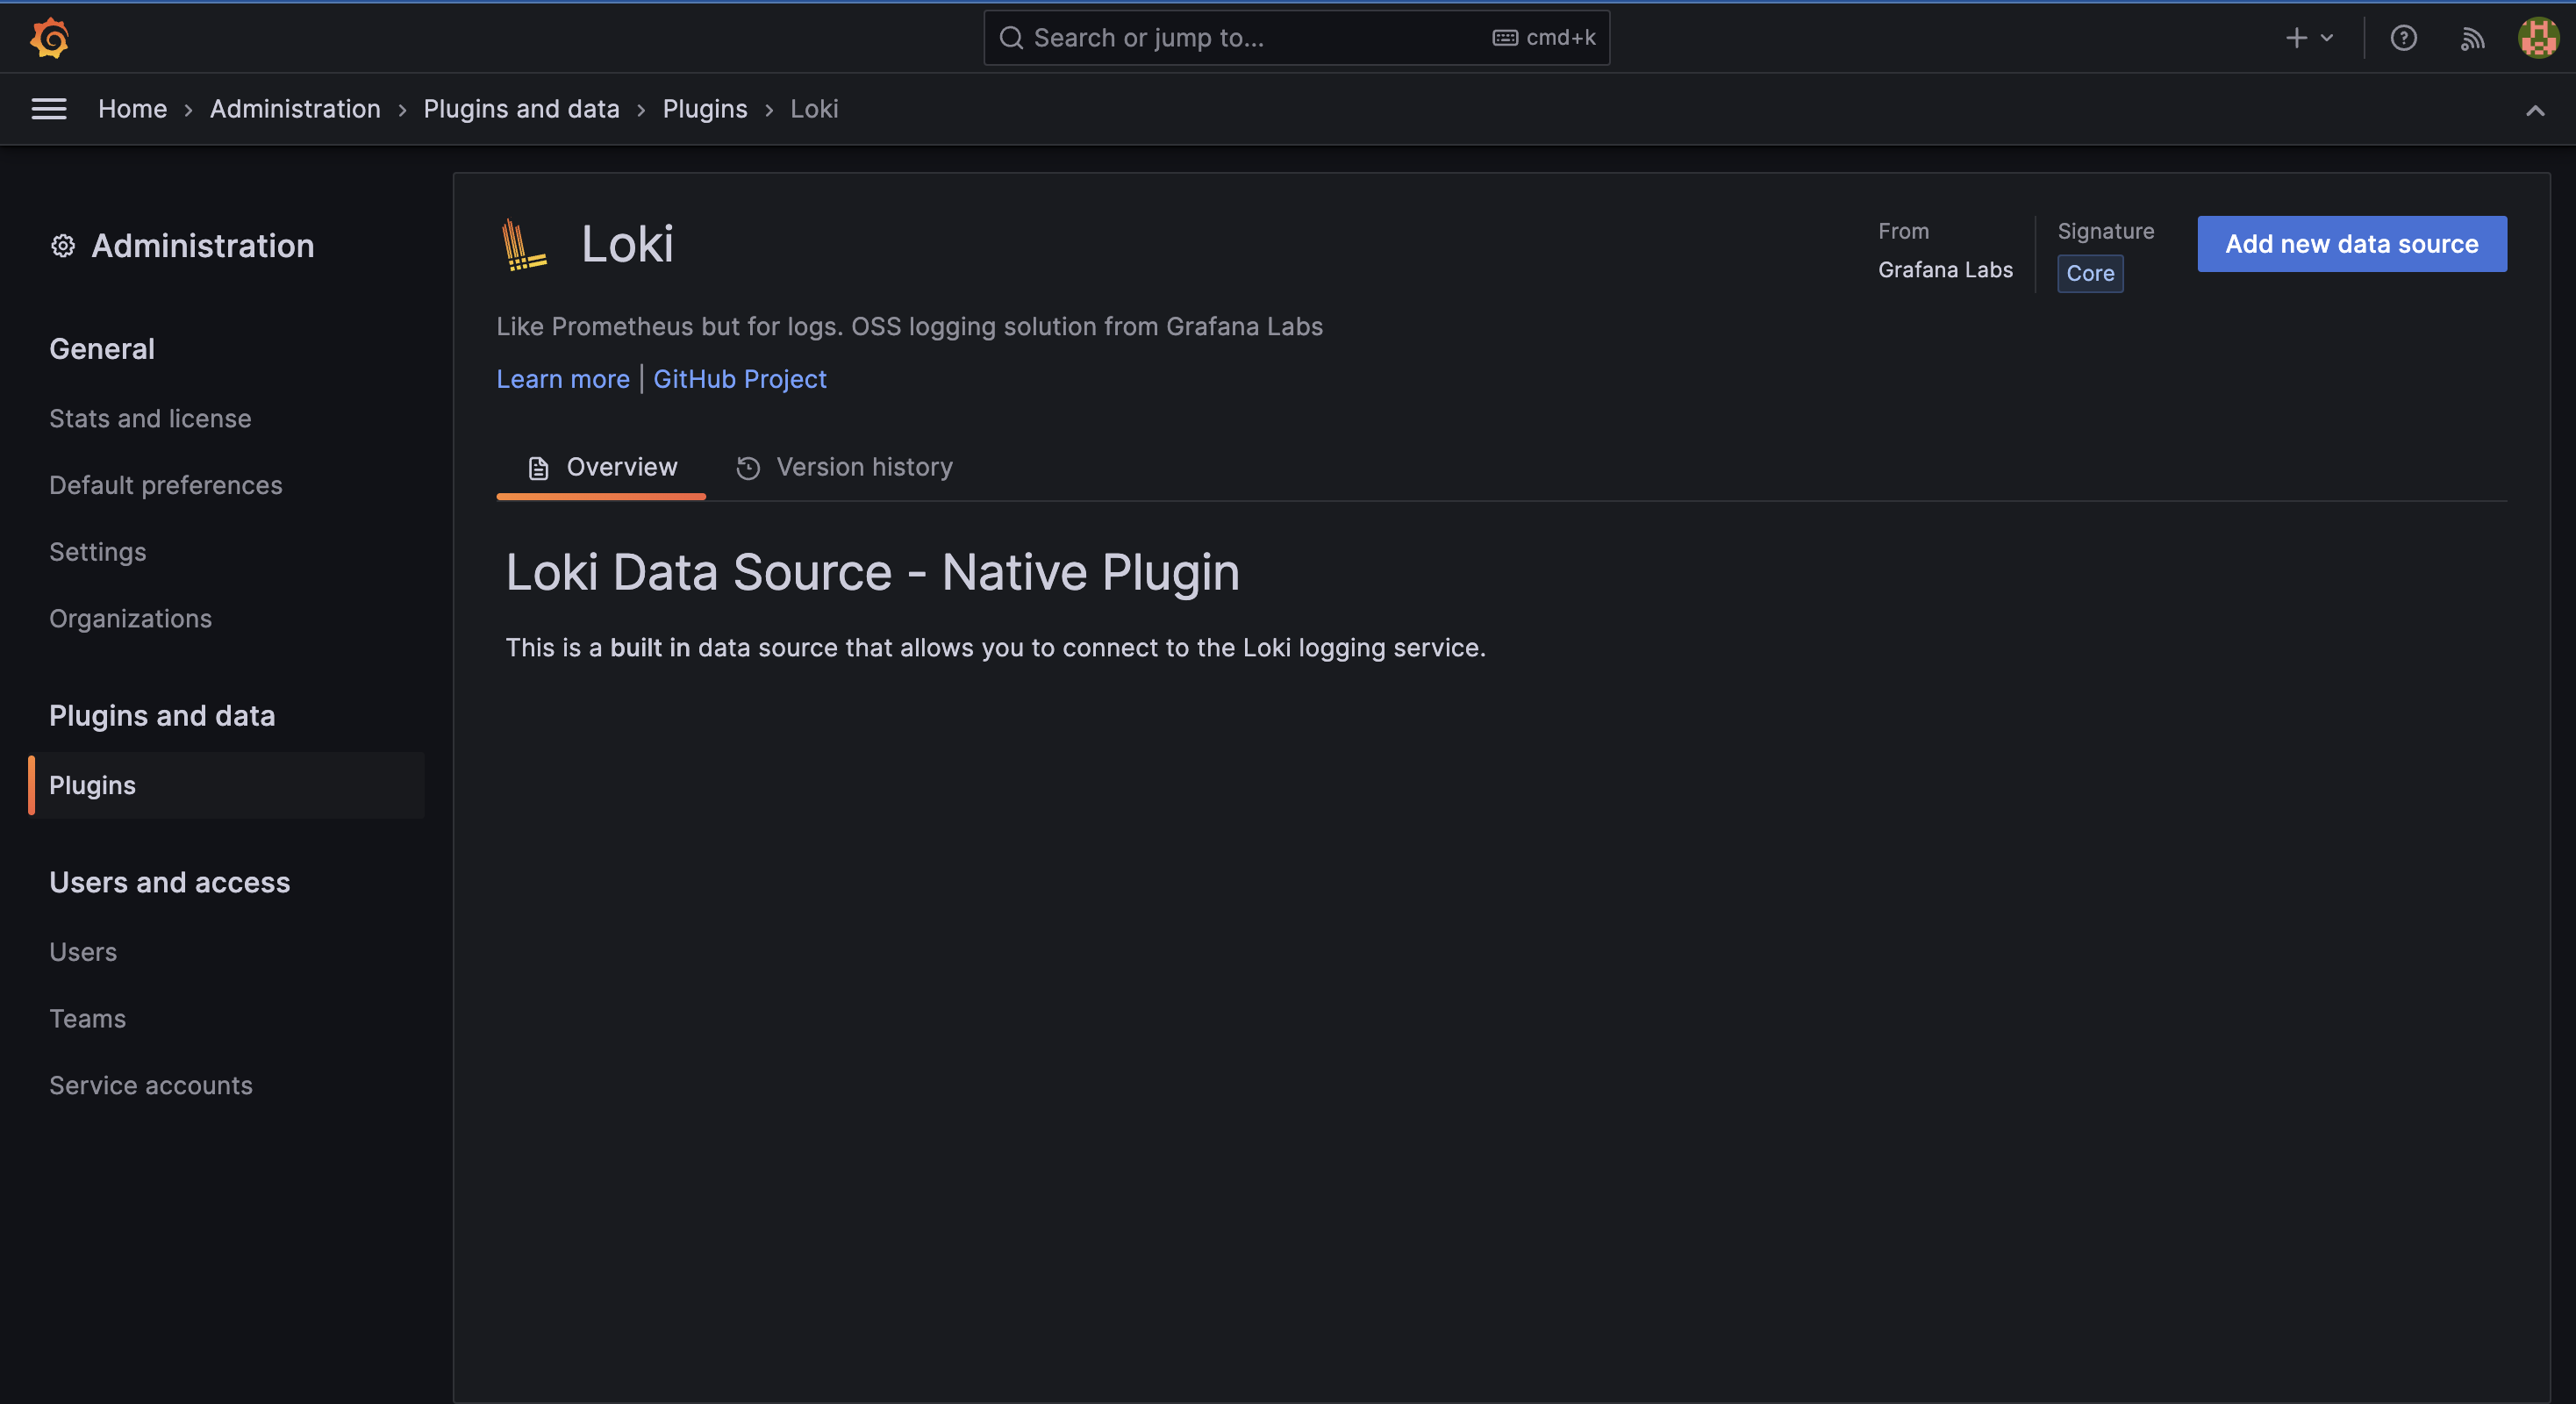 Search or jump to...
cmd+k
Home › Administration › Plugins and data › Plugins › Loki
Administration
General
Stats and license
Default preferences
Settings
Organizations
Plugins and data
Plugins
Users and access
Users
Teams
Service accounts
Loki
From
Grafana Labs
Signature
Core
Add new data source
Like Prometheus but for logs. OSS logging solution from Grafana Labs
Learn more | GitHub Project
Overview
Version history
Loki Data Source - Native Plugin
This is a built in data source that allows you to connect to the Loki logging service.